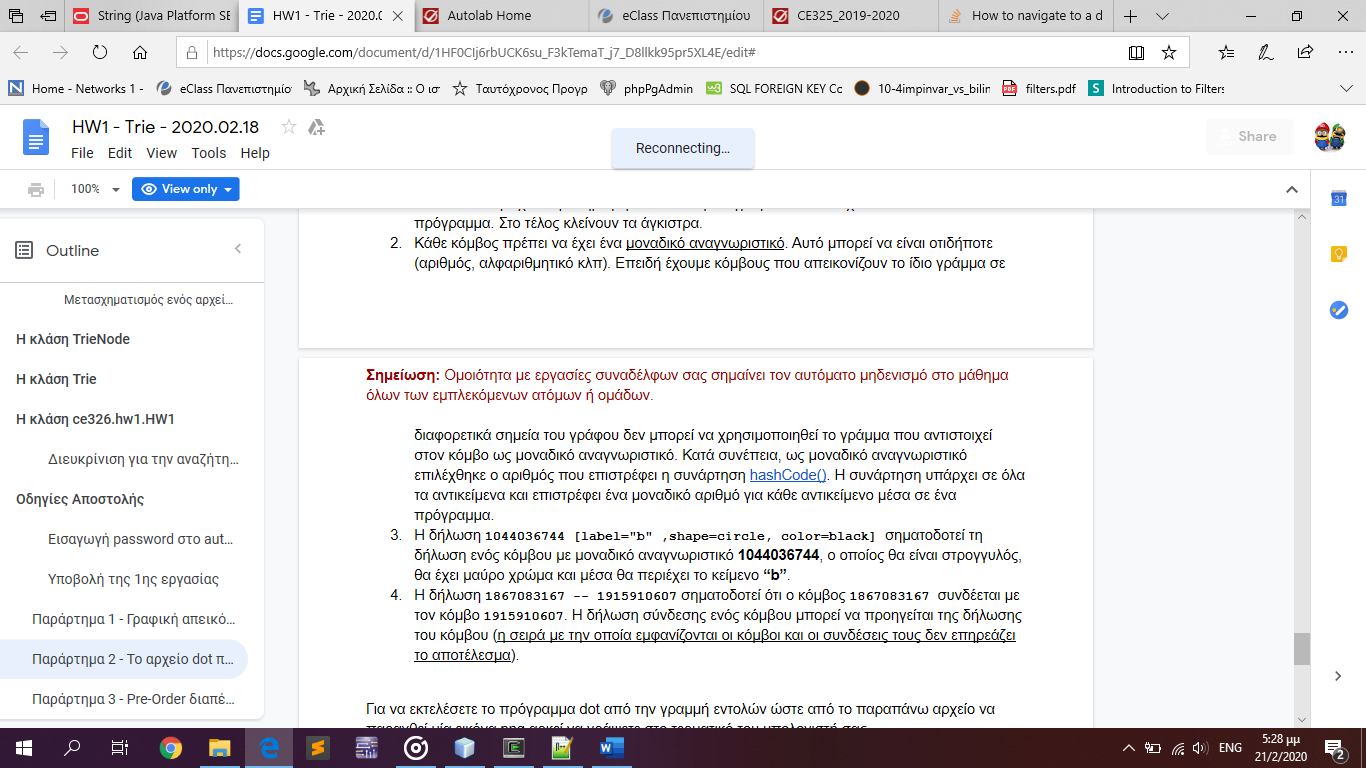 String (Java Platform SE
HW1 - Trie - 2020.0
Autolab Home
eClass Πανεπιστημίου
CE325_2019-2020
How to navigate to a d
https://docs.google.com/document/d/1HF0CIj6rbUCK6su_F3kTemaT_j7_D8llkk95pr5XL4E/edit#
Home - Networks 1 -
eClass Πανεπιστημίο
Αρχική Σελίδα :: Ο ισ
Ταυτόχρονος Προγρ
phpPgAdmin
SQL FOREIGN KEY Co
10-4impinvar_vs_bilin
filters.pdf
Introduction to Filters
HW1 - Trie - 2020.02.18
File Edit View Tools Help
Reconnecting...
Share
100%
View only
31
Outline
Μετασχηματισμός ενός αρχεί...
Η κλάση TrieNode
Η κλάση Trie
Η κλάση ce326.hw1.HW1
Διευκρίνιση για την αναζήτη...
Οδηγίες Αποστολής
Εισαγωγή password στο aut...
Υποβολή της 1ης εργασίας
Παράρτημα 1 - Γραφική απεικό...
Παράρτημα 2 - Το αρχείο dot π...
Παράρτημα 3 - Pre-Order διαπέ...
πρόγραμμα. Στο τέλος κλείνουν τα άγκιστρα.
2. Κάθε κόμβος πρέπει να έχει ένα μοναδικό αναγνωριστικό. Αυτό μπορεί να είναι οτιδήποτε
(αριθμός, αλφαριθμητικό κλπ). Επειδή έχουμε κόμβους που απεικονίζουν το ίδιο γράμμα σε
Σημείωση: Ομοιότητα με εργασίες συναδέλφων σας σημαίνει τον αυτόματο μηδενισμό στο μάθημα
όλων των εμπλεκόμενων ατόμων ή ομάδων.
διαφορετικά σημεία του γράφου δεν μπορεί να χρησιμοποιηθεί το γράμμα που αντιστοιχεί
στον κόμβο ως μοναδικό αναγνωριστικό. Κατά συνέπεια, ως μοναδικό αναγνωριστικό
επιλέχθηκε ο αριθμός που επιστρέφει η συνάρτηση hashCode(). Η συνάρτηση υπάρχει σε όλα
τα αντικείμενα και επιστρέφει ένα μοναδικό αριθμό για κάθε αντικείμενο μέσα σε ένα
πρόγραμμα.
3. Η δήλωση 1044036744 [label="b" ,shape=circle, color=black] σηματοδοτεί τη
δήλωση ενός κόμβου με μοναδικό αναγνωριστικό 1044036744, ο οποίος θα είναι στρογγυλός,
θα έχει μαύρο χρώμα και μέσα θα περιέχει το κείμενο “b”.
4. Η δήλωση 1867083167 -- 1915910607 σηματοδοτεί ότι ο κόμβος 1867083167 συνδέεται με
τον κόμβο 1915910607. Η δήλωση σύνδεσης ενός κόμβου μπορεί να προηγείται της δήλωσης
του κόμβου (η σειρά με την οποία εμφανίζονται οι κόμβοι και οι συνδέσεις τους δεν επηρεάζει
το αποτέλεσμα).
Για να εκτελέσετε το πρόγραμμα dot από την γραμμή εντολών ώστε από το παραπάνω αρχείο να
ENG
5:28 μμ
21/2/2020
2